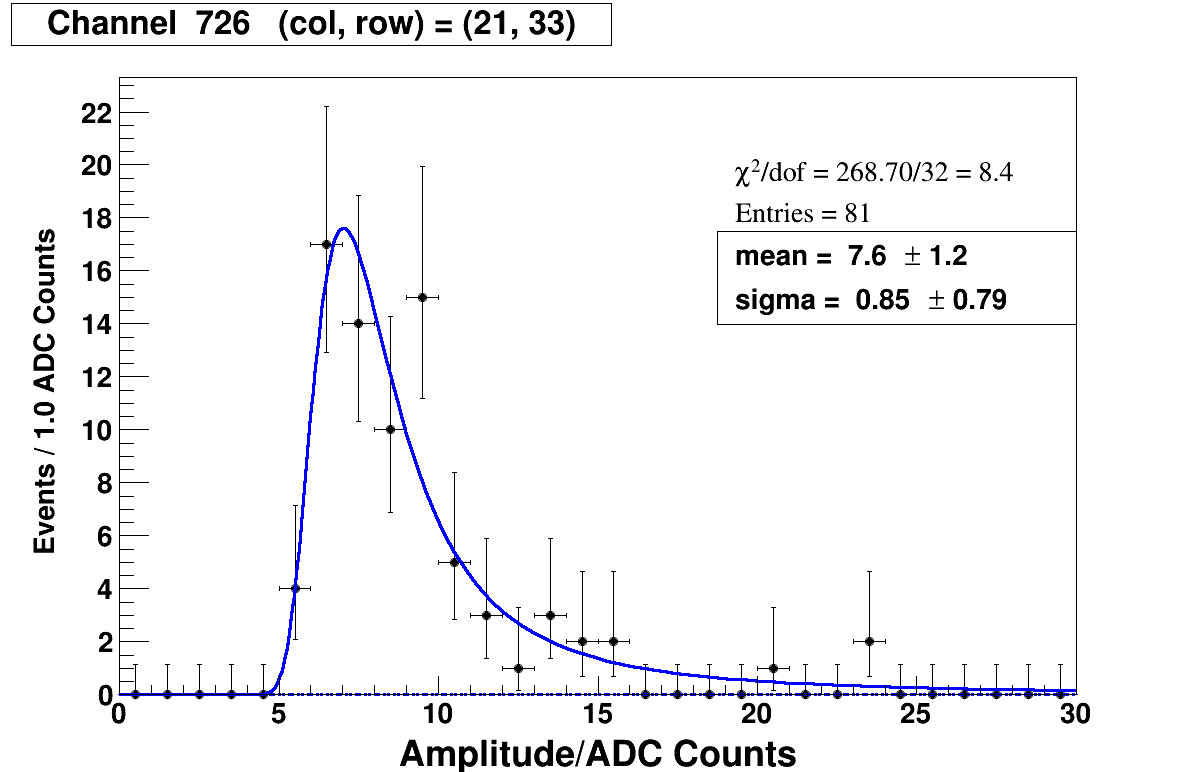 Channel 726 (col, row) = (21, 33)
22
20
18
16
14
12
10
8
6
4
2
0
Events / 1.0 ADC Counts
χ²/dof = 268.70/32 = 8.4
Entries = 81
mean = 7.6 ± 1.2
sigma = 0.85 ± 0.79
0 5 10 15 20 25 30
Amplitude/ADC Counts